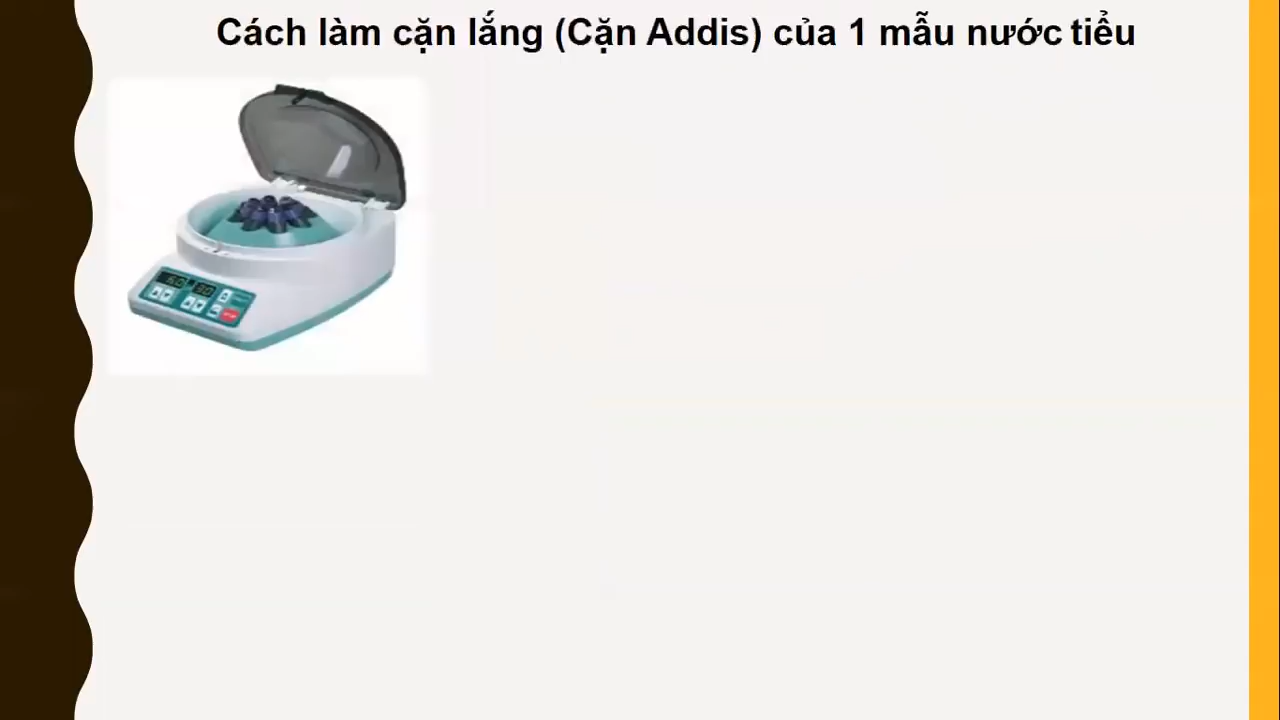 Cách làm cặn lắng (Cặn Addis) của 1 mẫu nước tiểu